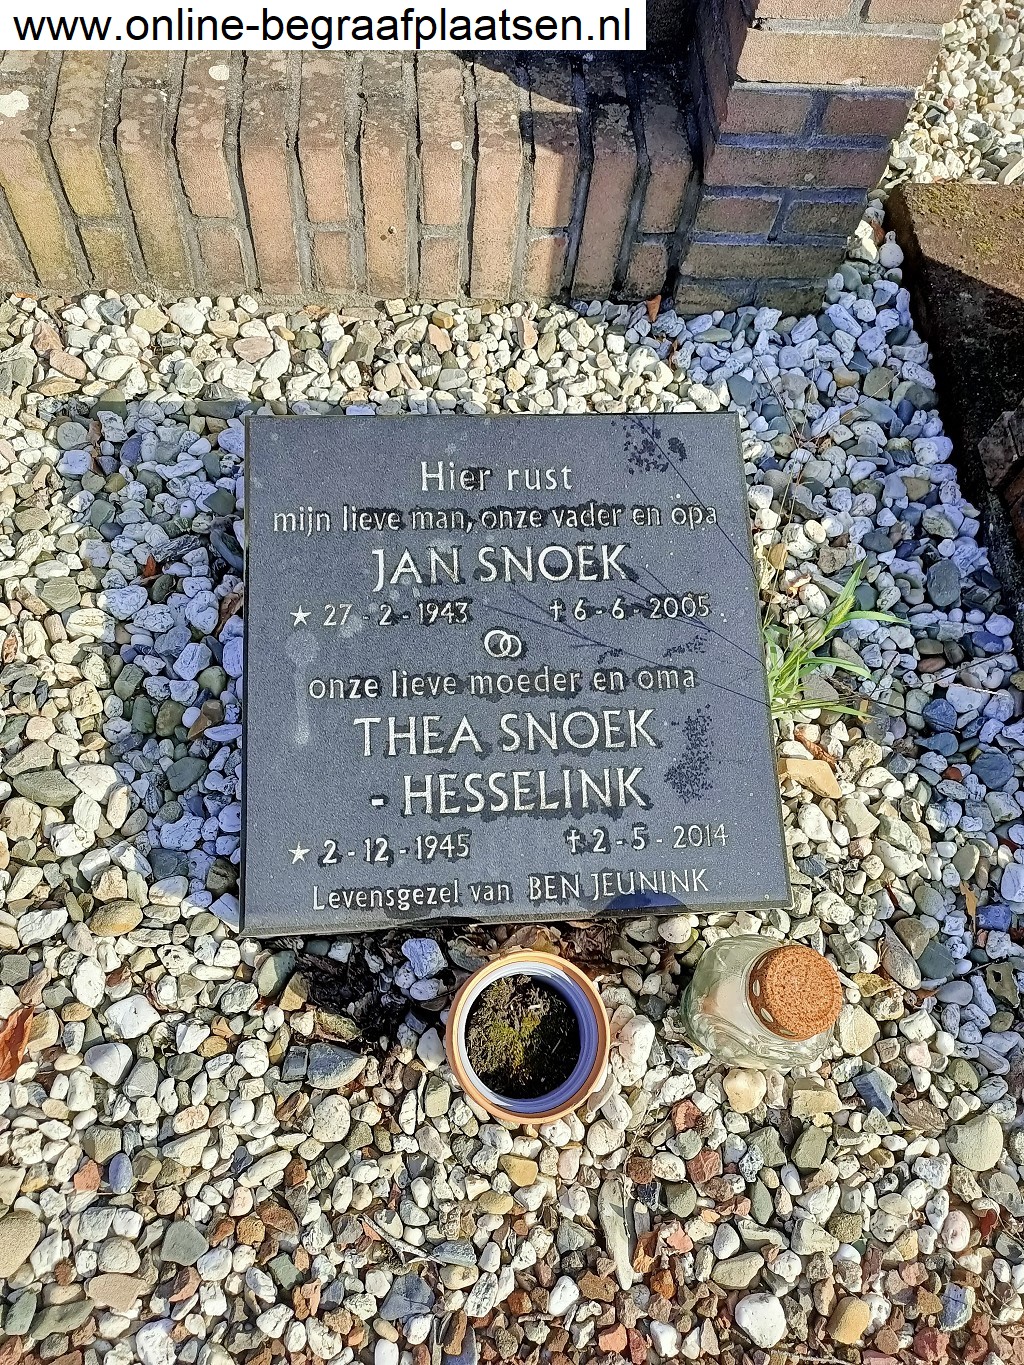 www.online-begraafplaatsen.nl
Hier rust
mijn lieve man, onze vader en opa
JAN SNOEK
★ 27 - 2 - 1943 † 6 - 6 - 2005
onze lieve moeder en oma
THEA SNOEK
- HESSELINK
★ 2 - 12 - 1945 † 2 - 5 - 2014
Levensgezel van BEN JEUNINK